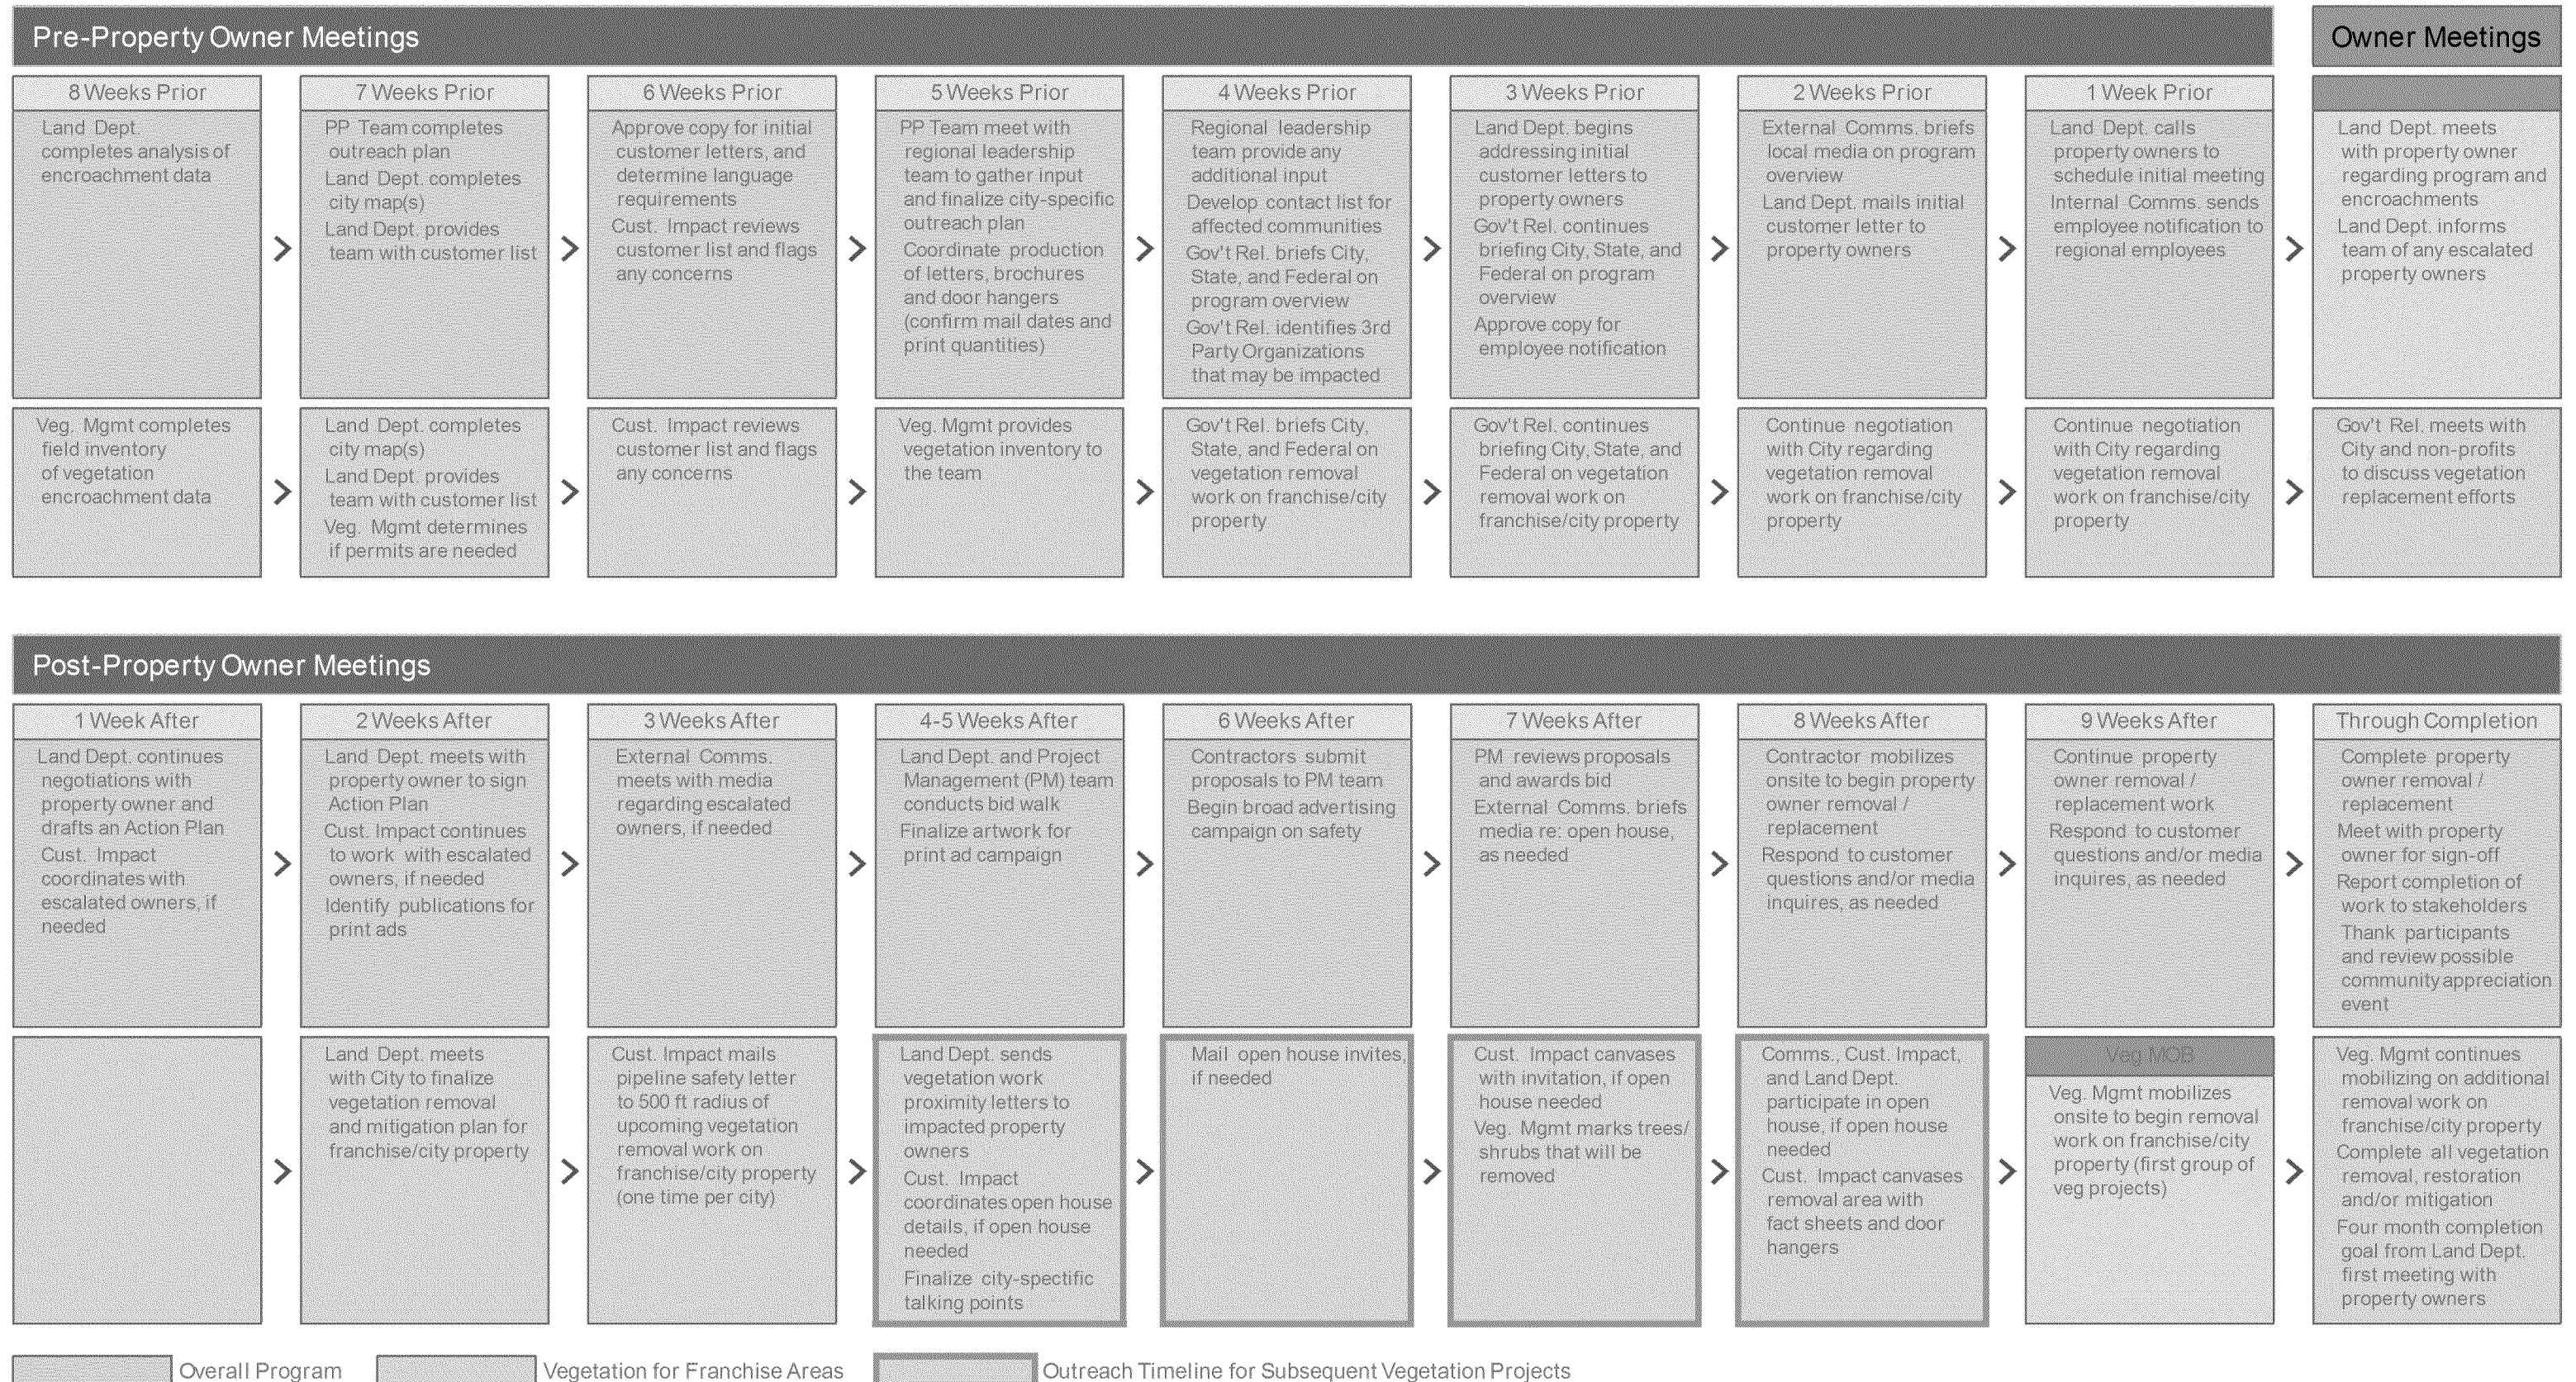 Pre-Property Owner Meetings
Owner Meetings
8 Weeks Prior
Land Dept.
completes analysis of
encroachment data
7 Weeks Prior
PP Team completes
outreach plan
Land Dept. completes
city map(s)
Land Dept. provides
team with customer list
6 Weeks Prior
Approve copy for initial
customer letters, and
determine language
requirements
Cust. Impact reviews
customer list and flags
any concerns
5 Weeks Prior
PP Team meet with
regional leadership
team to gather input
and finalize city-specific
outreach plan
Coordinate production
of letters, brochures
and door hangers
(confirm mail dates and
print quantities)
4 Weeks Prior
Regional leadership
team provide any
additional input
Develop contact list for
affected communities
Gov't Rel. briefs City,
State, and Federal on
program overview
Gov't Rel. identifies 3rd
Party Organizations
that may be impacted
3 Weeks Prior
Land Dept. begins
addressing initial
customer letters to
property owners
Gov't Rel. continues
briefing City, State, and
Federal on program
overview
Approve copy for
employee notification
2 Weeks Prior
External Comms. briefs
local media on program
overview
Land Dept. mails initial
customer letter to
property owners
1 Week Prior
Land Dept. calls
property owners to
schedule initial meeting
Internal Comms. sends
employee notification to
regional employees
Land Dept. meets
with property owner
regarding program and
encroachments
Land Dept. informs
team of any escalated
property owners
Veg. Mgmt completes
field inventory
of vegetation
encroachment data
Land Dept. completes
city map(s)
Land Dept. provides
team with customer list
Veg. Mgmt determines
if permits are needed
Cust. Impact reviews
customer list and flags
any concerns
Veg. Mgmt provides
vegetation inventory to
the team
Gov't Rel. briefs City,
State, and Federal on
vegetation removal
work on franchise/city
property
Gov't Rel. continues
briefing City, State, and
Federal on vegetation
removal work on
franchise/city property
Continue negotiation
with City regarding
vegetation removal
work on franchise/city
property
Continue negotiation
with City regarding
vegetation removal
work on franchise/city
property
Gov't Rel. meets with
City and non-profits
to discuss vegetation
replacement efforts
Post-Property Owner Meetings
1 Week After
Land Dept. continues
negotiations with
property owner and
drafts an Action Plan
Cust. Impact
coordinates with
escalated owners, if
needed
2 Weeks After
Land Dept. meets with
property owner to sign
Action Plan
Cust. Impact continues
to work with escalated
owners, if needed
Identify publications for
print ads
3 Weeks After
External Comms.
meets with media
regarding escalated
owners, if needed
4-5 Weeks After
Land Dept. and Project
Management (PM) team
conducts bid walk
Finalize artwork for
print ad campaign
6 Weeks After
Contractors submit
proposals to PM team
Begin broad advertising
campaign on safety
7 Weeks After
PM reviews proposals
and awards bid
External Comms. briefs
media re: open house,
as needed
8 Weeks After
Contractor mobilizes
onsite to begin property
owner removal /
replacement
Respond to customer
questions and/or media
inquires, as needed
9 Weeks After
Continue property
owner removal /
replacement work
Respond to customer
questions and/or media
inquires, as needed
Through Completion
Complete property
owner removal /
replacement
Meet with property
owner for sign-off
Report completion of
work to stakeholders
Thank participants
and review possible
community appreciation
event
Land Dept. meets
with City to finalize
vegetation removal
and mitigation plan for
franchise/city property
Cust. Impact mails
pipeline safety letter
to 500 ft radius of
upcoming vegetation
removal work on
franchise/city property
(one time per city)
Land Dept. sends
vegetation work
proximity letters to
impacted property
owners
Cust. Impact
coordinates open house
details, if open house
needed
Finalize city-spectific
talking points
Mail open house invites,
if needed
Cust. Impact canvases
with invitation, if open
house needed
Veg. Mgmt marks trees/
shrubs that will be
removed
Comms., Cust. Impact,
and Land Dept.
participate in open
house, if open house
needed
Cust. Impact canvases
removal area with
fact sheets and door
hangers
Veg MOB
Veg. Mgmt mobilizes
onsite to begin removal
work on franchise/city
property (first group of
veg projects)
Veg. Mgmt continues
mobilizing on additional
removal work on
franchise/city property
Complete all vegetation
removal, restoration
and/or mitigation
Four month completion
goal from Land Dept.
first meeting with
property owners
Overall Program
Vegetation for Franchise Areas
Outreach Timeline for Subsequent Vegetation Projects